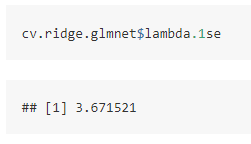 cv.ridge.glmnet$lambda.1se
## [1] 3.671521